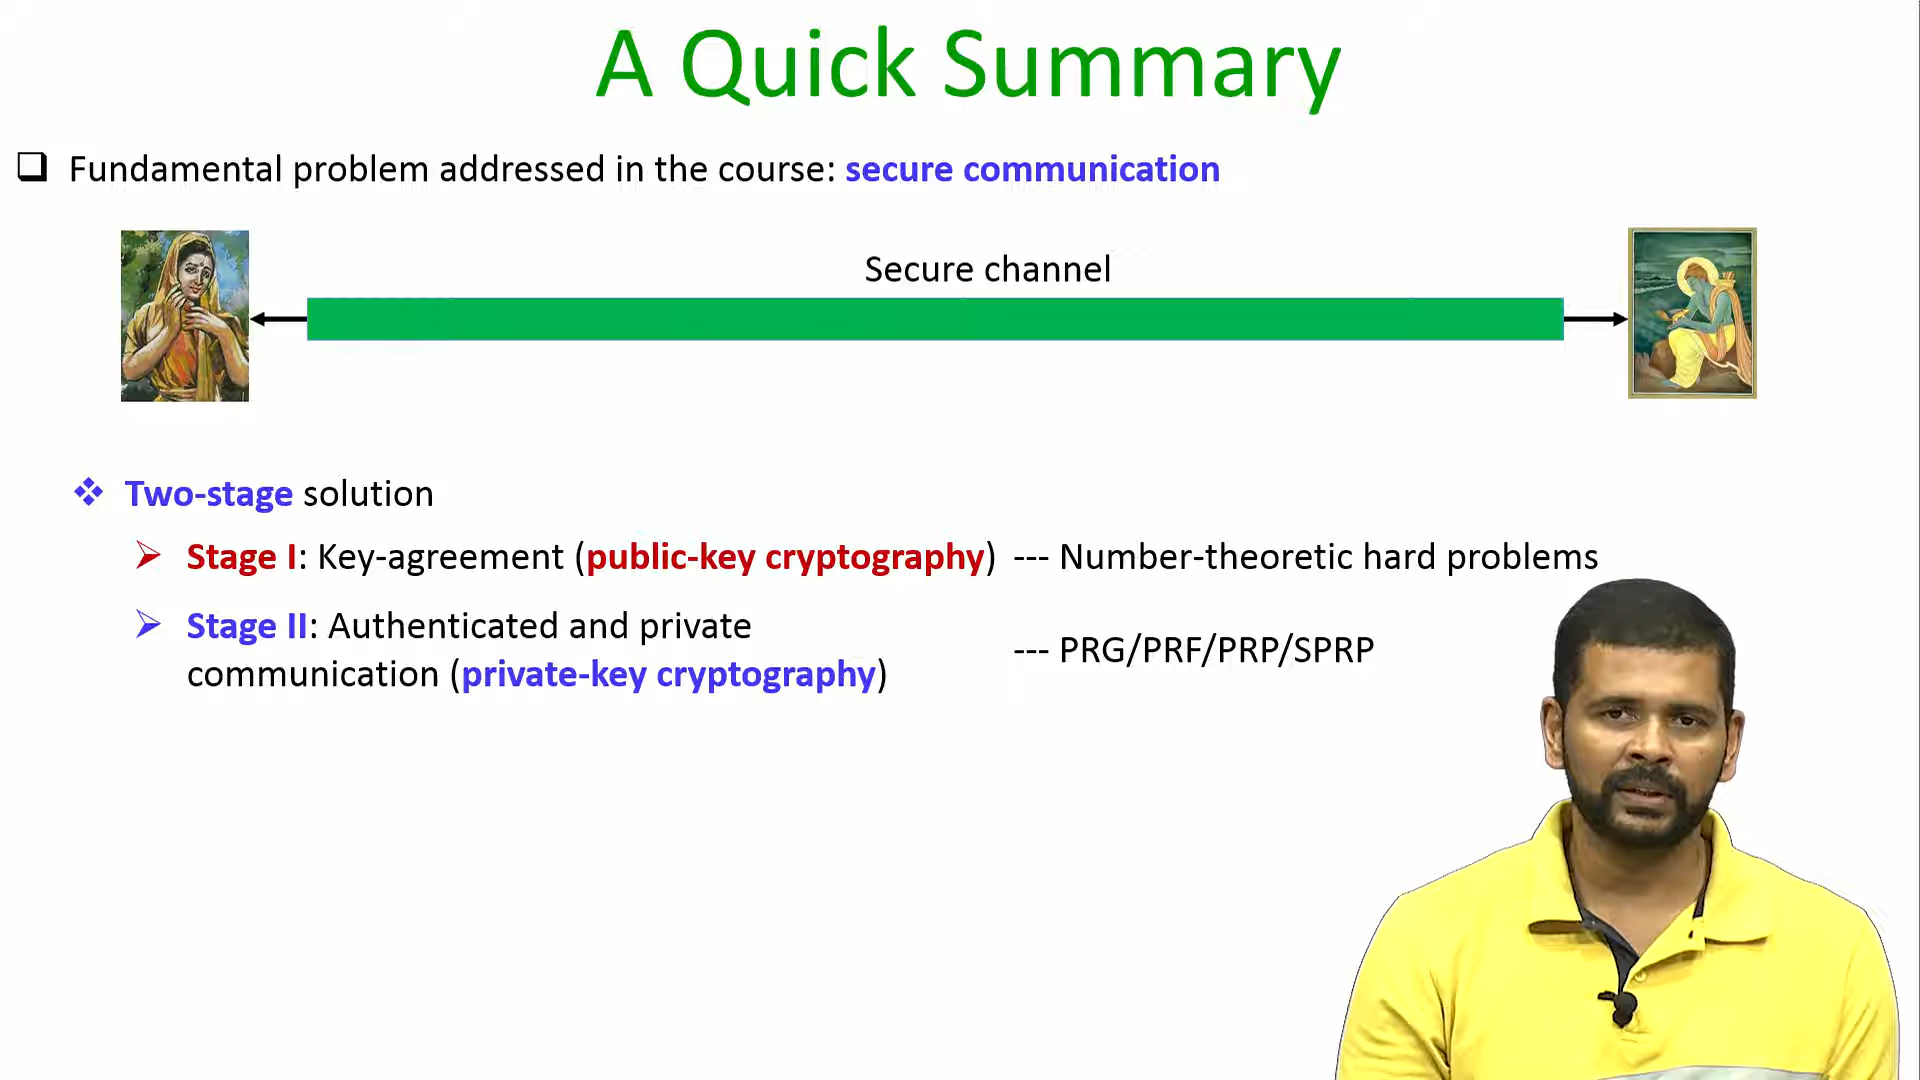 A Quick Summary
Fundamental problem addressed in the course: secure communication
Secure channel
Two-stage solution
Stage I: Key-agreement (public-key cryptography) --- Number-theoretic hard problems
Stage II: Authenticated and private
communication (private-key cryptography)
--- PRG/PRF/PRP/SPRP